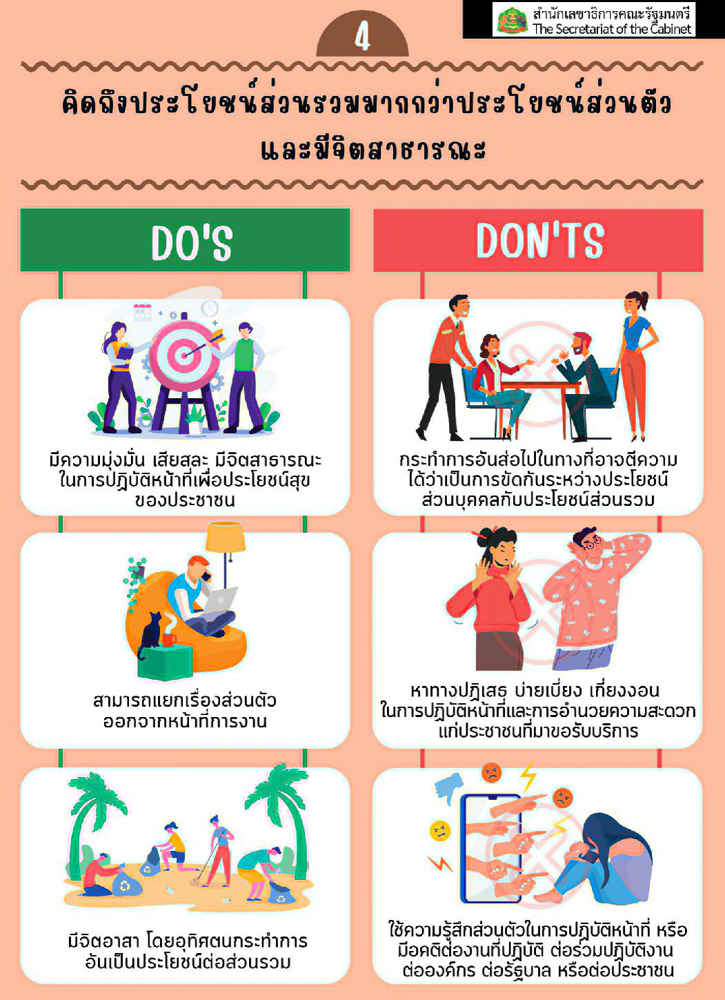 สำนักเลขาธิการคณะรัฐมนตรี
The Secretariat of the Cabinet
4
คิดถึงประโยชน์ส่วนรวมมากกว่าประโยชน์ส่วนตัว
และมีจิตสาธารณะ
DO'S
มีความมุ่งมั่น เสียสละ มีจิตสาธารณะ
ในการปฏิบัติหน้าที่เพื่อประโยชน์สุข
ของประชาชน
สามารถแยกเรื่องส่วนตัว
ออกจากหน้าที่การงาน
มีจิตอาสา โดยอุทิศตนกระทำการ
อันเป็นประโยชน์ต่อส่วนรวม
DON'TS
กระทำการอันส่อไปในทางที่อาจตีความ
ได้ว่าเป็นการขัดกันระหว่างประโยชน์
ส่วนบุคคลกับประโยชน์ส่วนรวม
หาทางปฏิเสธ บ่ายเบี่ยง เกี่ยงงอน
ในการปฏิบัติหน้าที่และการอำนวยความสะดวก
แก่ประชาชนที่มาขอรับบริการ
ใช้ความรู้สึกส่วนตัวในการปฏิบัติหน้าที่ หรือ
มีอคติต่องานที่ปฏิบัติ ต่อร่วมปฏิบัติงาน
ต่อองค์กร ต่อรัฐบาล หรือต่อประชาชน